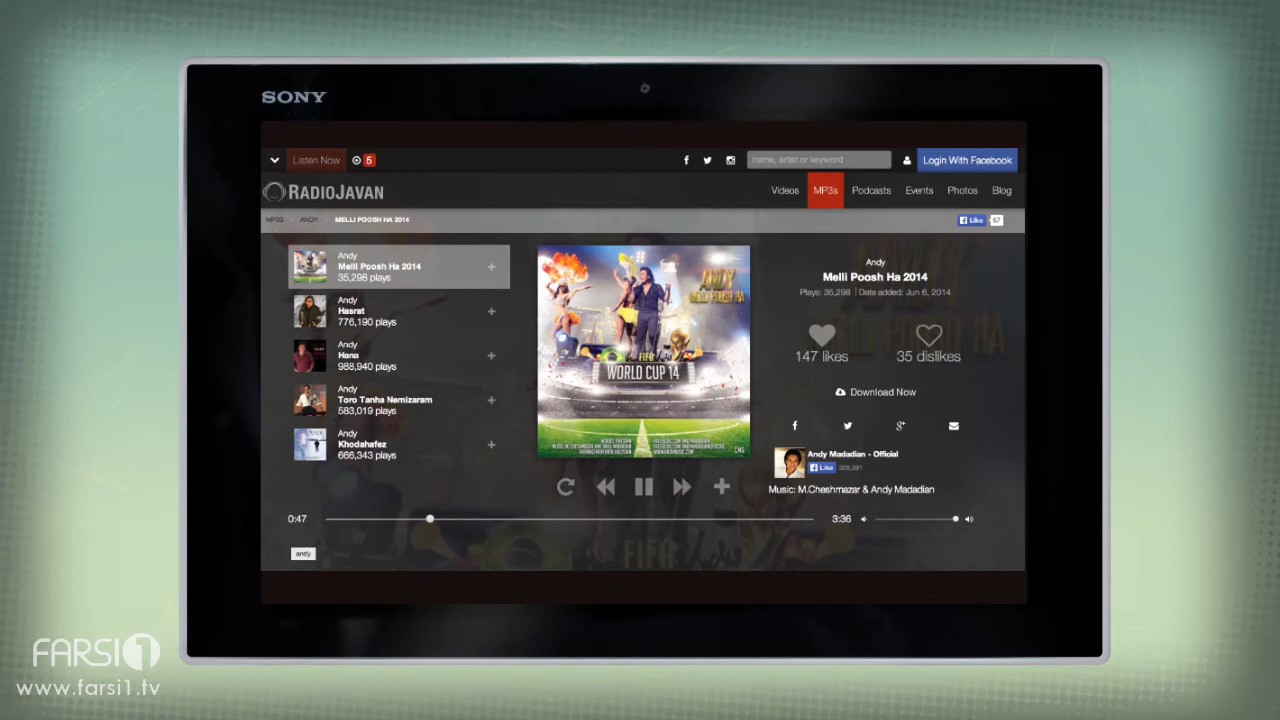 SONY
Listen Now 5 name, artist or keyword Login With Facebook
RADIOJAVAN Videos MP3s Podcasts Events Photos Blog
MP3S ANDY MELLI POOSH HA 2014 Like 57
Andy
Melli Poosh Ha 2014
35,298 plays
Andy
Hasrat
776,190 plays
Andy
Hana
988,940 plays
Andy
Toro Tanha Nemizaram
583,019 plays
Andy
Khodahafez
666,343 plays
ANDY
MELLI POOSH HA
FIFA
WORLD CUP 14
CMG
Andy
Melli Poosh Ha 2014
Plays: 35,298 | Date added: Jun 6, 2014
147 likes 35 dislikes
Download Now
Andy Madadian - Official
Like
Music: M.Cheshmazar & Andy Madadian
0:47 3:36
andy
FIFA
FARSI1
www.farsi1.tv